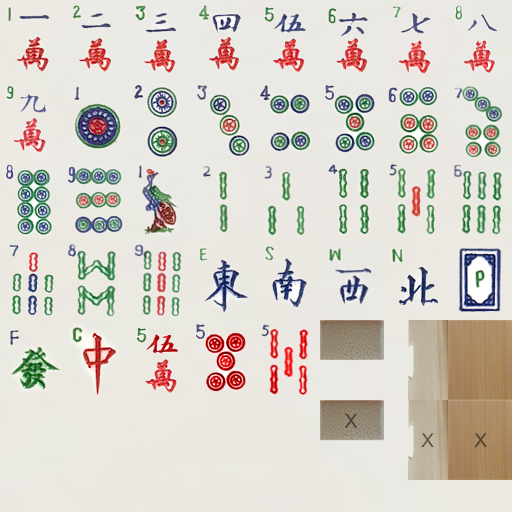 1 一 2 二 3 三 4 四 5 伍 6 六 7 七 8 八
萬 萬 萬 萬 萬 萬 萬 萬
9 九 1 2 3 4 5 6 7
萬
8 9 1 2 3 4 5 6
7 8 9 E 東 S 南 W 西 N 北 P
F 發 C 中 5 伍 5 5
萬
X X X